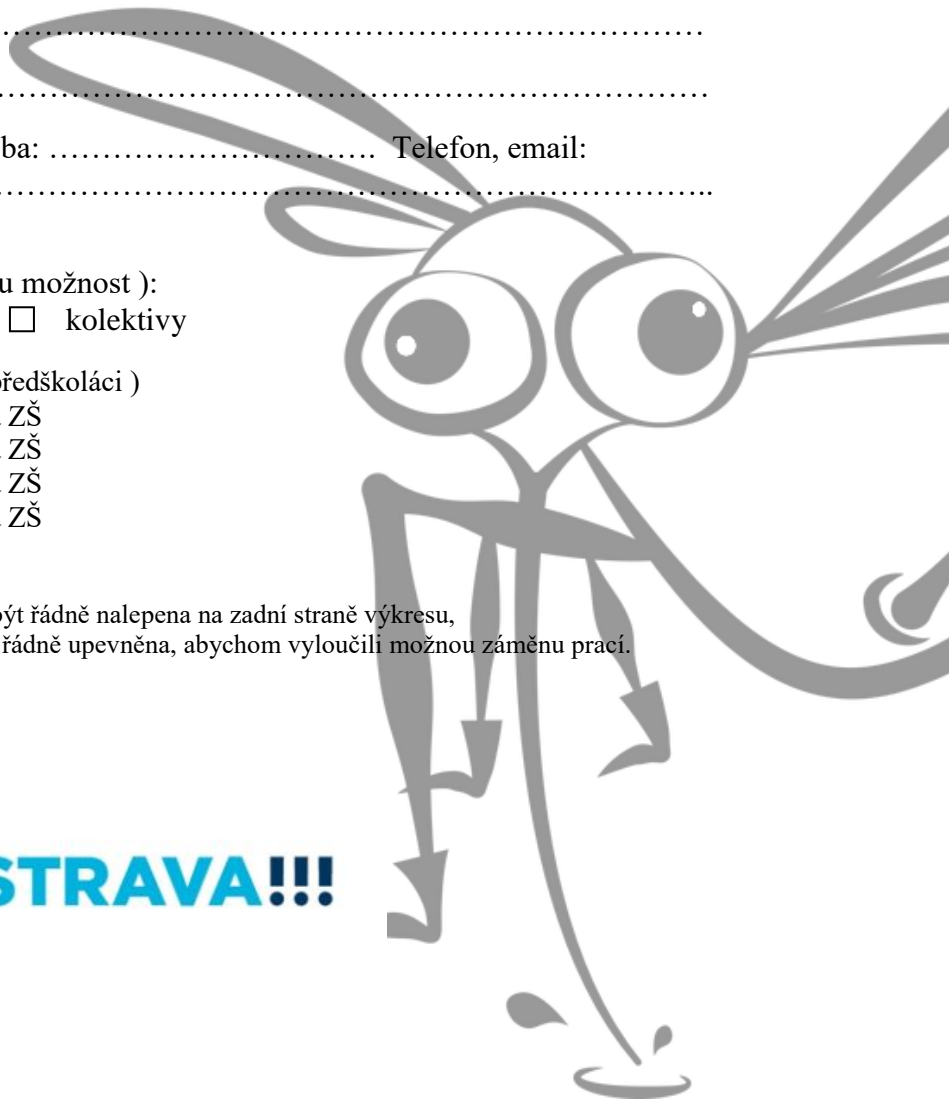 ……………………………………………………………………
……………………………………………………………………
ba: …………………………. Telefon, email:
……………………………………………………………………..
u možnost ):
☐ kolektivy
ředškoláci )
ZŠ
ZŠ
ZŠ
ZŠ
být řádně nalepena na zadní straně výkresu,
řádně upevněna, abychom vyloučili možnou záměnu prací.
STRAVA!!!